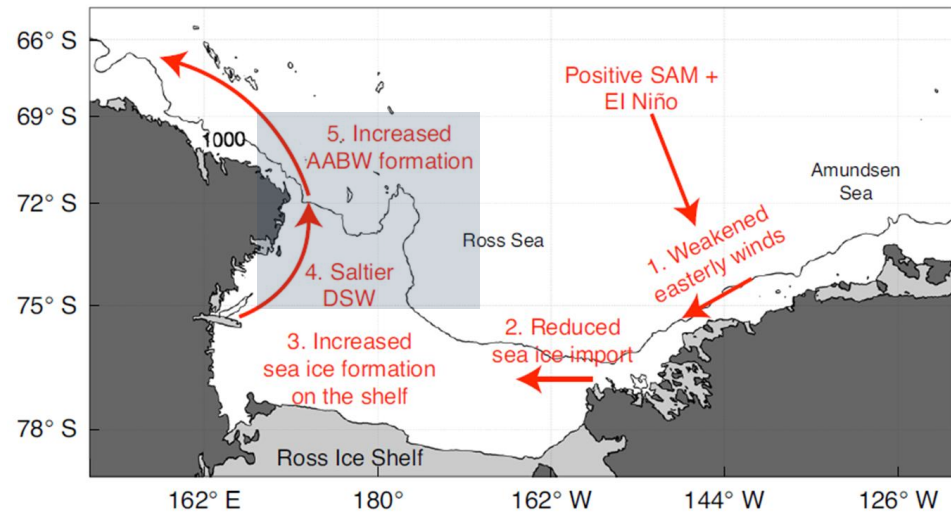 66° S
69° S
72° S
75° S
78° S
Positive SAM +
El Niño
1000
5. Increased
AABW formation
Amundsen
Sea
Ross Sea
1. Weakened
easterly winds
4. Saltier
DSW
2. Reduced
sea ice import
3. Increased
sea ice formation
on the shelf
Ross Ice Shelf
162° E
180°
162° W
144° W
126° W